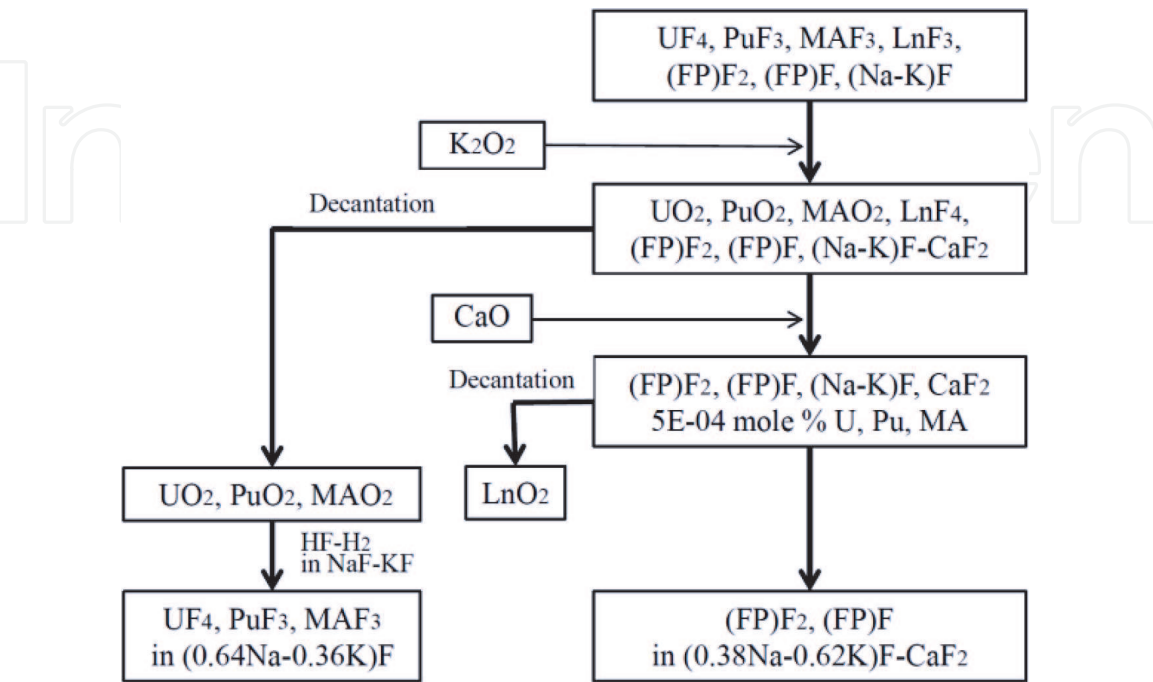 UF4, PuF3, MAF3, LnF3,
(FP)F2, (FP)F, (Na-K)F
K2O2
Decantation
UO2, PuO2, MAO2, LnF4,
(FP)F2, (FP)F, (Na-K)F-CaF2
CaO
Decantation
(FP)F2, (FP)F, (Na-K)F, CaF2
5E-04 mole % U, Pu, MA
UO2, PuO2, MAO2
LnO2
HF-H2
in NaF-KF
UF4, PuF3, MAF3
in (0.64Na-0.36K)F
(FP)F2, (FP)F
in (0.38Na-0.62K)F-CaF2